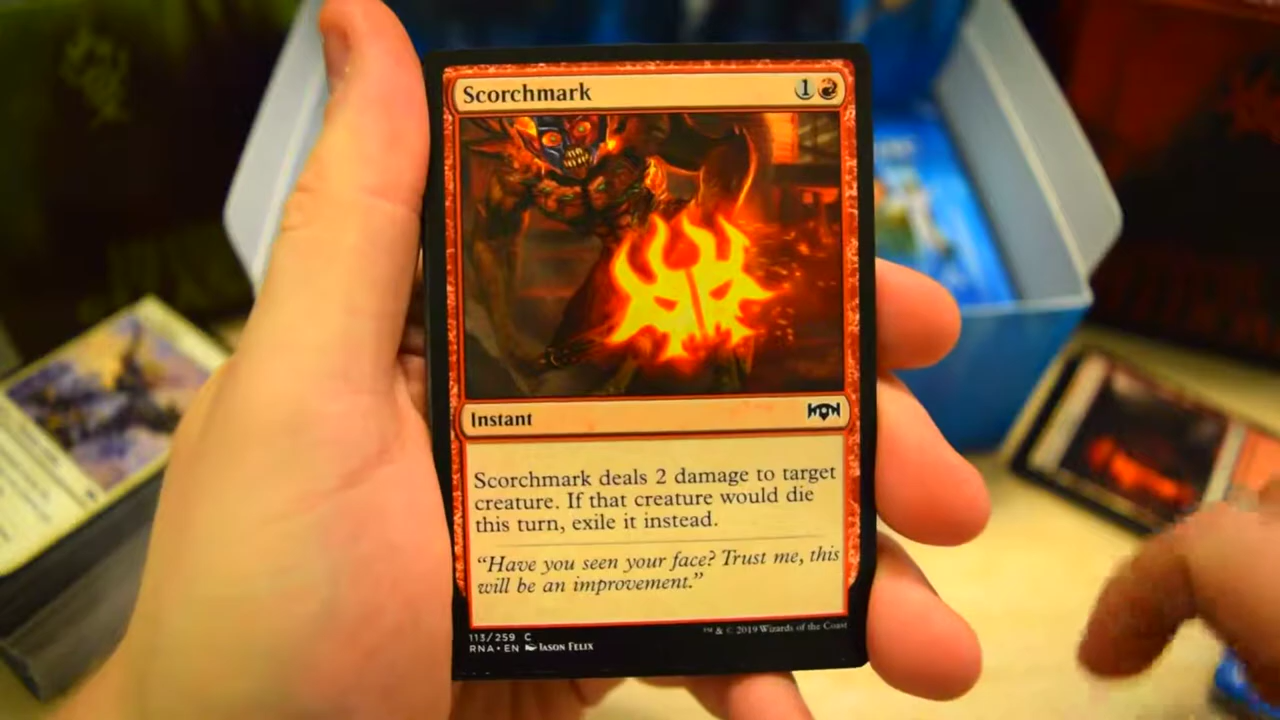 Scorchmark 1
Instant
Scorchmark deals 2 damage to target
creature. If that creature would die
this turn, exile it instead.
“Have you seen your face? Trust me, this
will be an improvement.”
113/259 C
RNA • EN Jason Felix
™ & © 2019 Wizards of the Coast